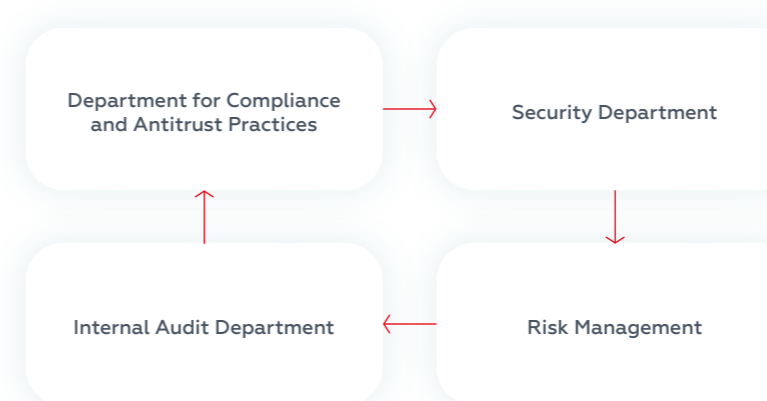 Department for Compliance
and Antitrust Practices
Security Department
Internal Audit Department
Risk Management